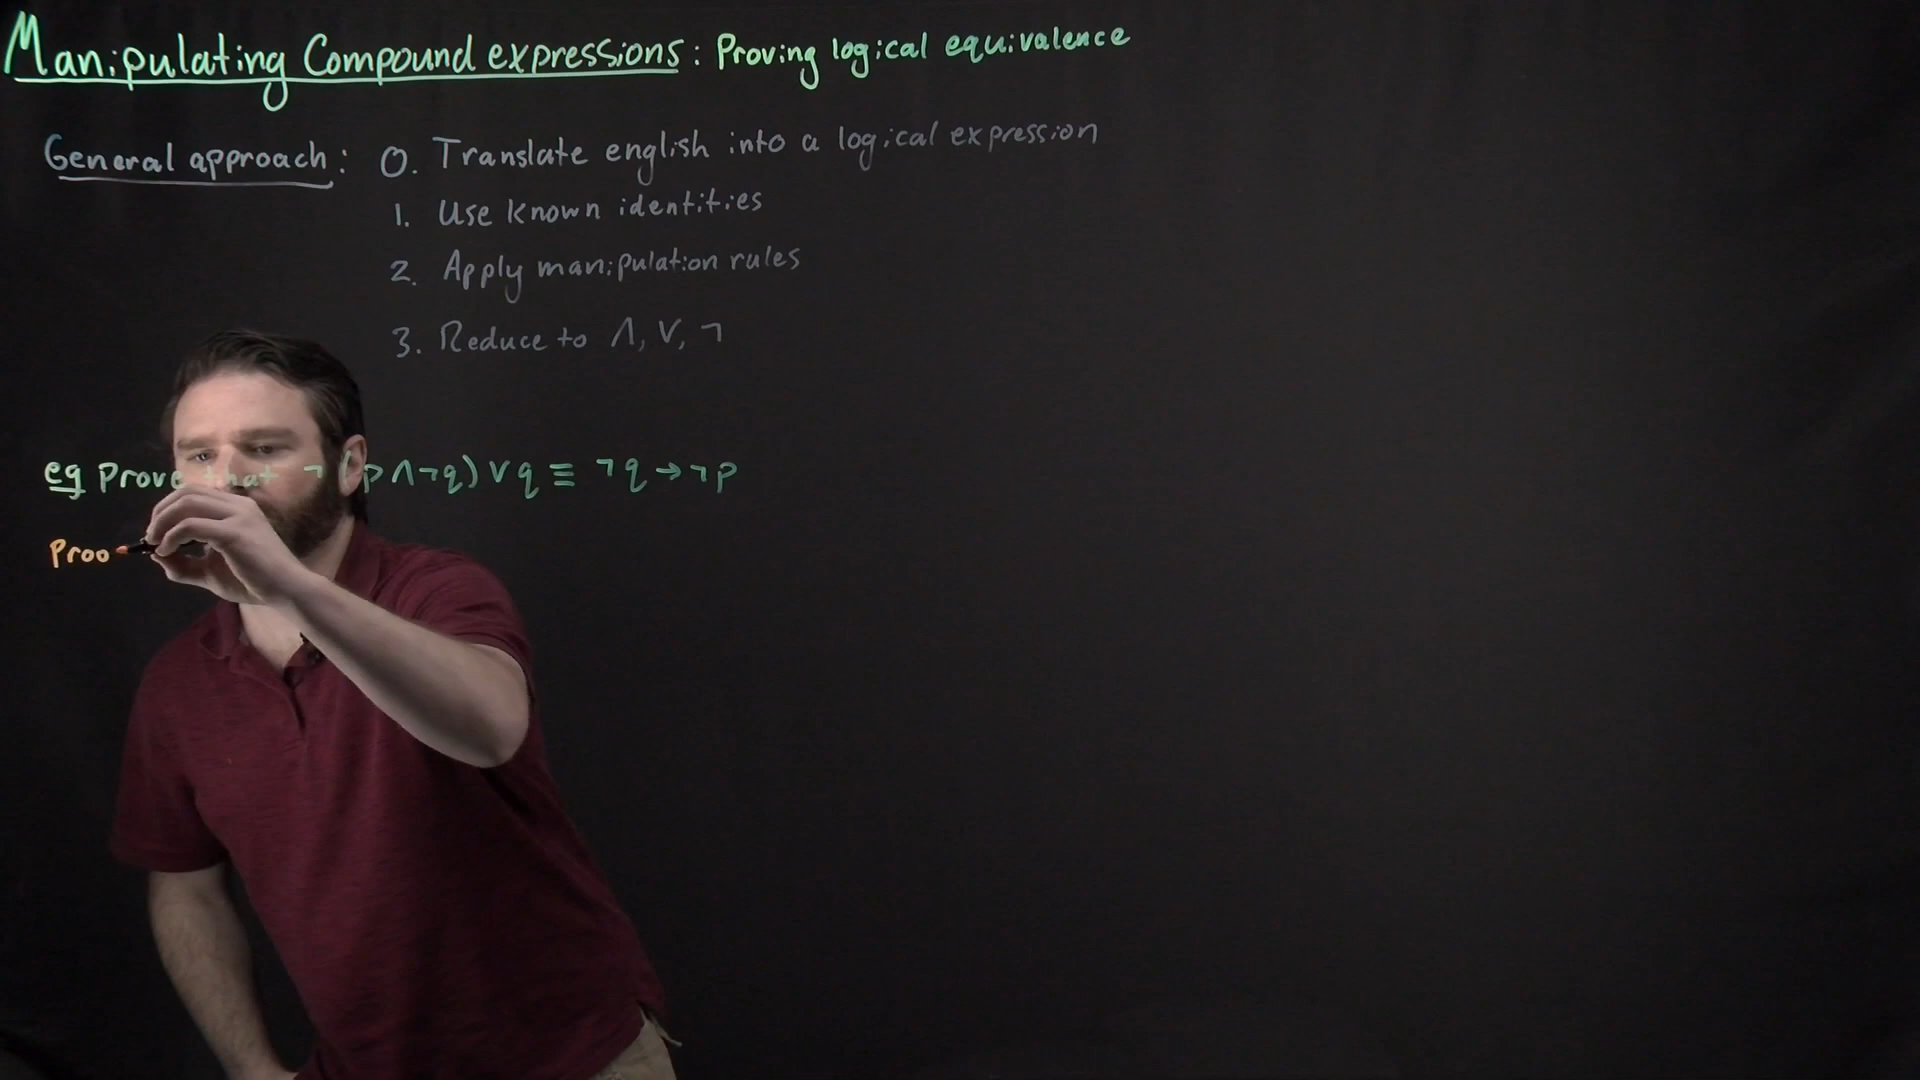 Manipulating Compound expressions: Proving logical equivalence
General approach: 0. Translate english into a logical expression
1. Use known identities
2. Apply manipulation rules
3. Reduce to ∧, ∨, ¬
eg Prove that ¬(p∧¬q)∨q ≡ ¬q→¬p
Proo